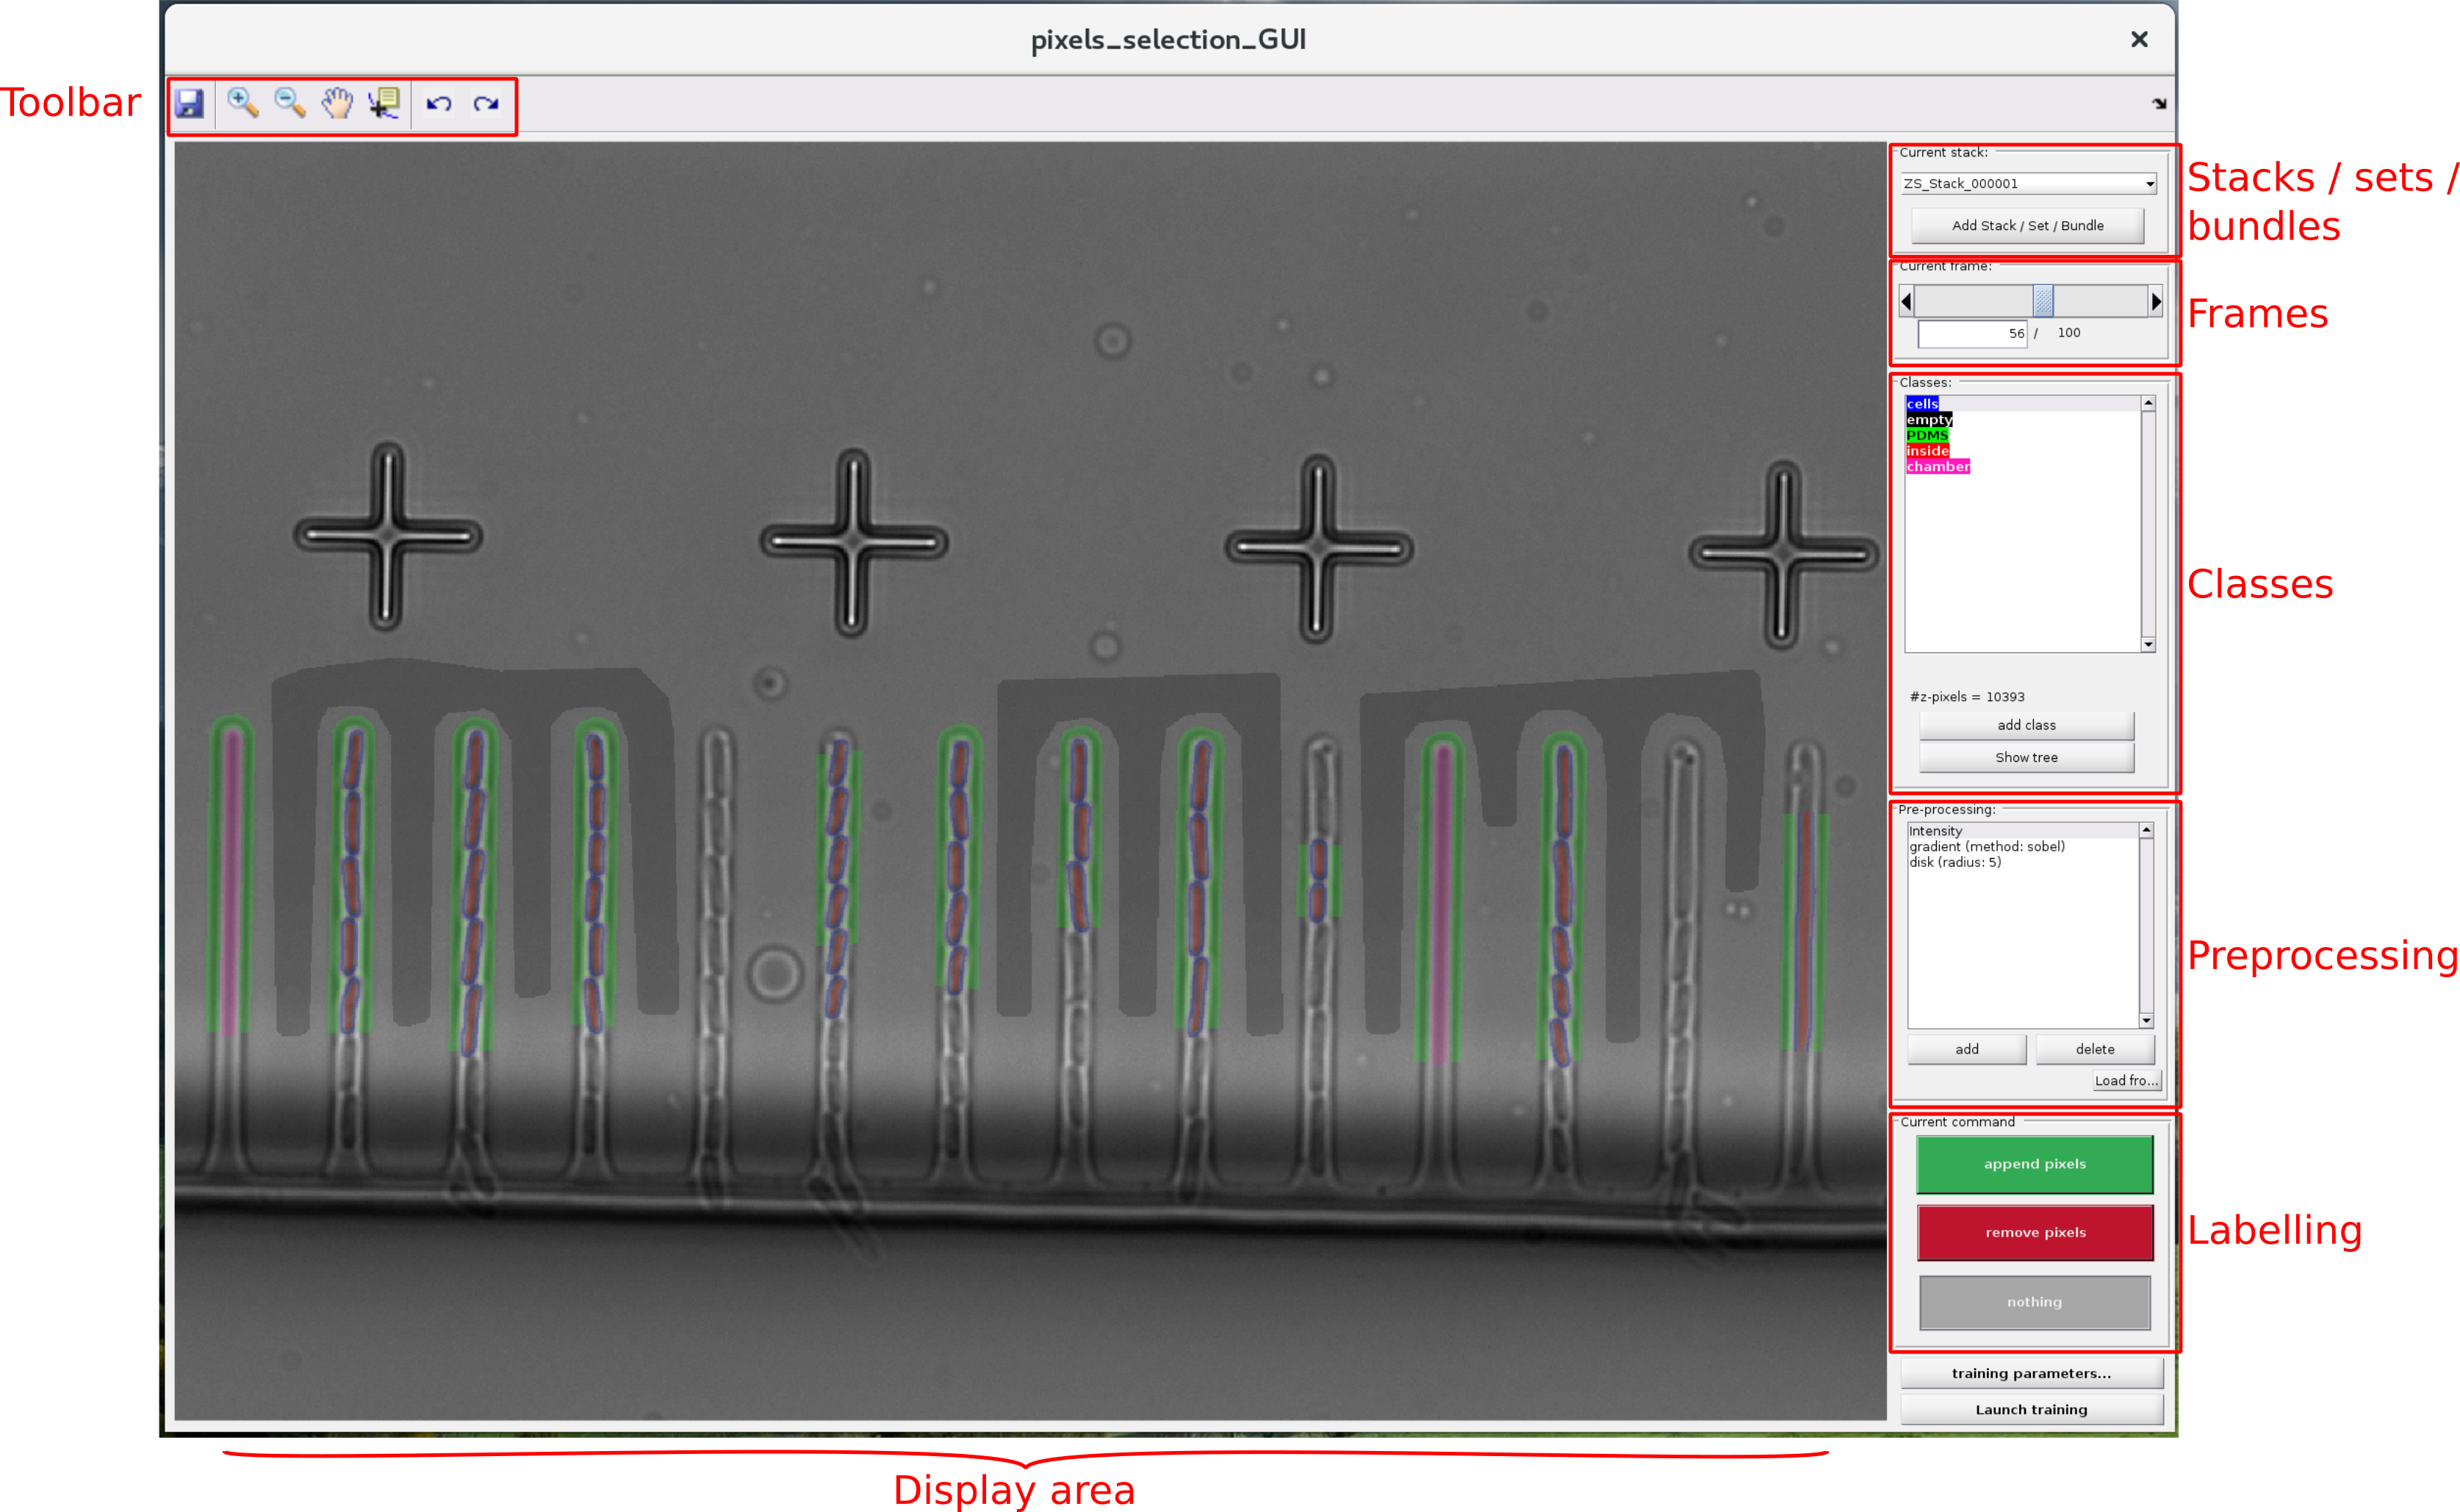 pixels_selection_GUI
Toolbar
Current stack:
ZS_Stack_000001
Add Stack / Set / Bundle
Stacks / sets /
bundles
Current frame:
56 / 100
Frames
Classes:
cells
empty
PDMS
inside
chamber
#z-pixels = 10393
add class
Show tree
Classes
Pre-processing:
Intensity
gradient (method: sobel)
disk (radius: 5)
add delete
Load fro...
Preprocessing
Current command
append pixels
remove pixels
nothing
Labelling
training parameters...
Launch training
Display area